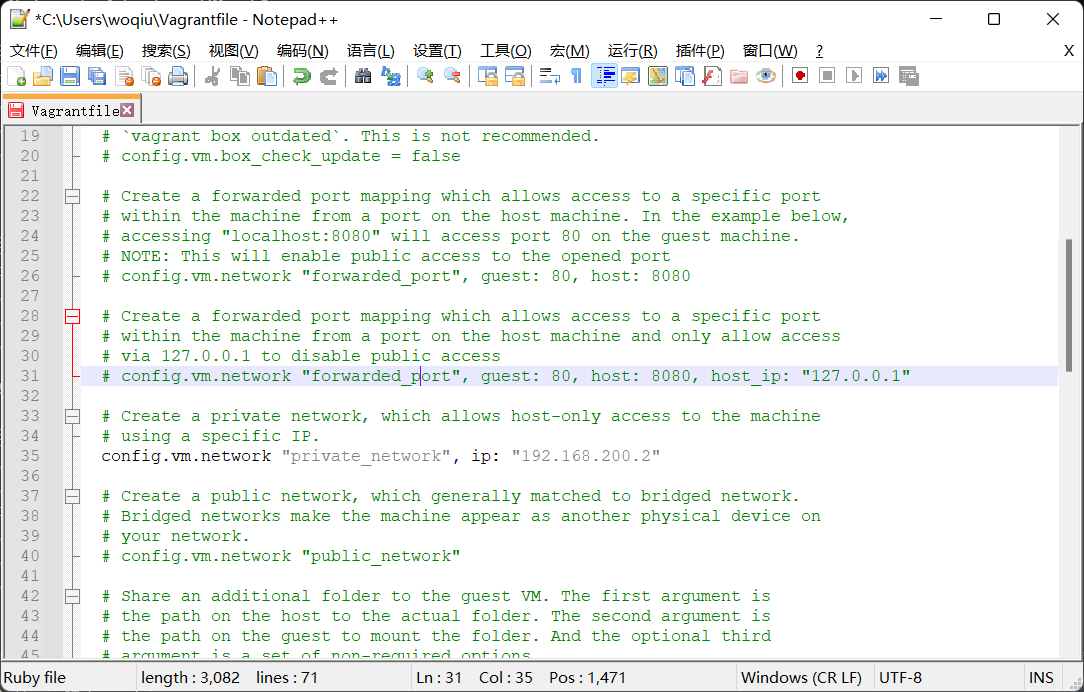 *C:\Users\woqiu\Vagrantfile - Notepad++
文件(F) 编辑(E) 搜索(S) 视图(V) 编码(N) 语言(L) 设置(T) 工具(O) 宏(M) 运行(R) 插件(P) 窗口(W) ? X
Vagrantfile
19 # `vagrant box outdated`. This is not recommended.
20 # config.vm.box_check_update = false
21
22 # Create a forwarded port mapping which allows access to a specific port
23 # within the machine from a port on the host machine. In the example below,
24 # accessing "localhost:8080" will access port 80 on the guest machine.
25 # NOTE: This will enable public access to the opened port
26 # config.vm.network "forwarded_port", guest: 80, host: 8080
27
28 # Create a forwarded port mapping which allows access to a specific port
29 # within the machine from a port on the host machine and only allow access
30 # via 127.0.0.1 to disable public access
31 # config.vm.network "forwarded_port", guest: 80, host: 8080, host_ip: "127.0.0.1"
32
33 # Create a private network, which allows host-only access to the machine
34 # using a specific IP.
35 config.vm.network "private_network", ip: "192.168.200.2"
36
37 # Create a public network, which generally matched to bridged network.
38 # Bridged networks make the machine appear as another physical device on
39 # your network.
40 # config.vm.network "public_network"
41
42 # Share an additional folder to the guest VM. The first argument is
43 # the path on the host to the actual folder. The second argument is
44 # the path on the guest to mount the folder. And the optional third
45 # argument is a set of non-required options.
Ruby file length : 3,082 lines : 71 Ln : 31 Col : 35 Pos : 1,471 Windows (CR LF) UTF-8 INS